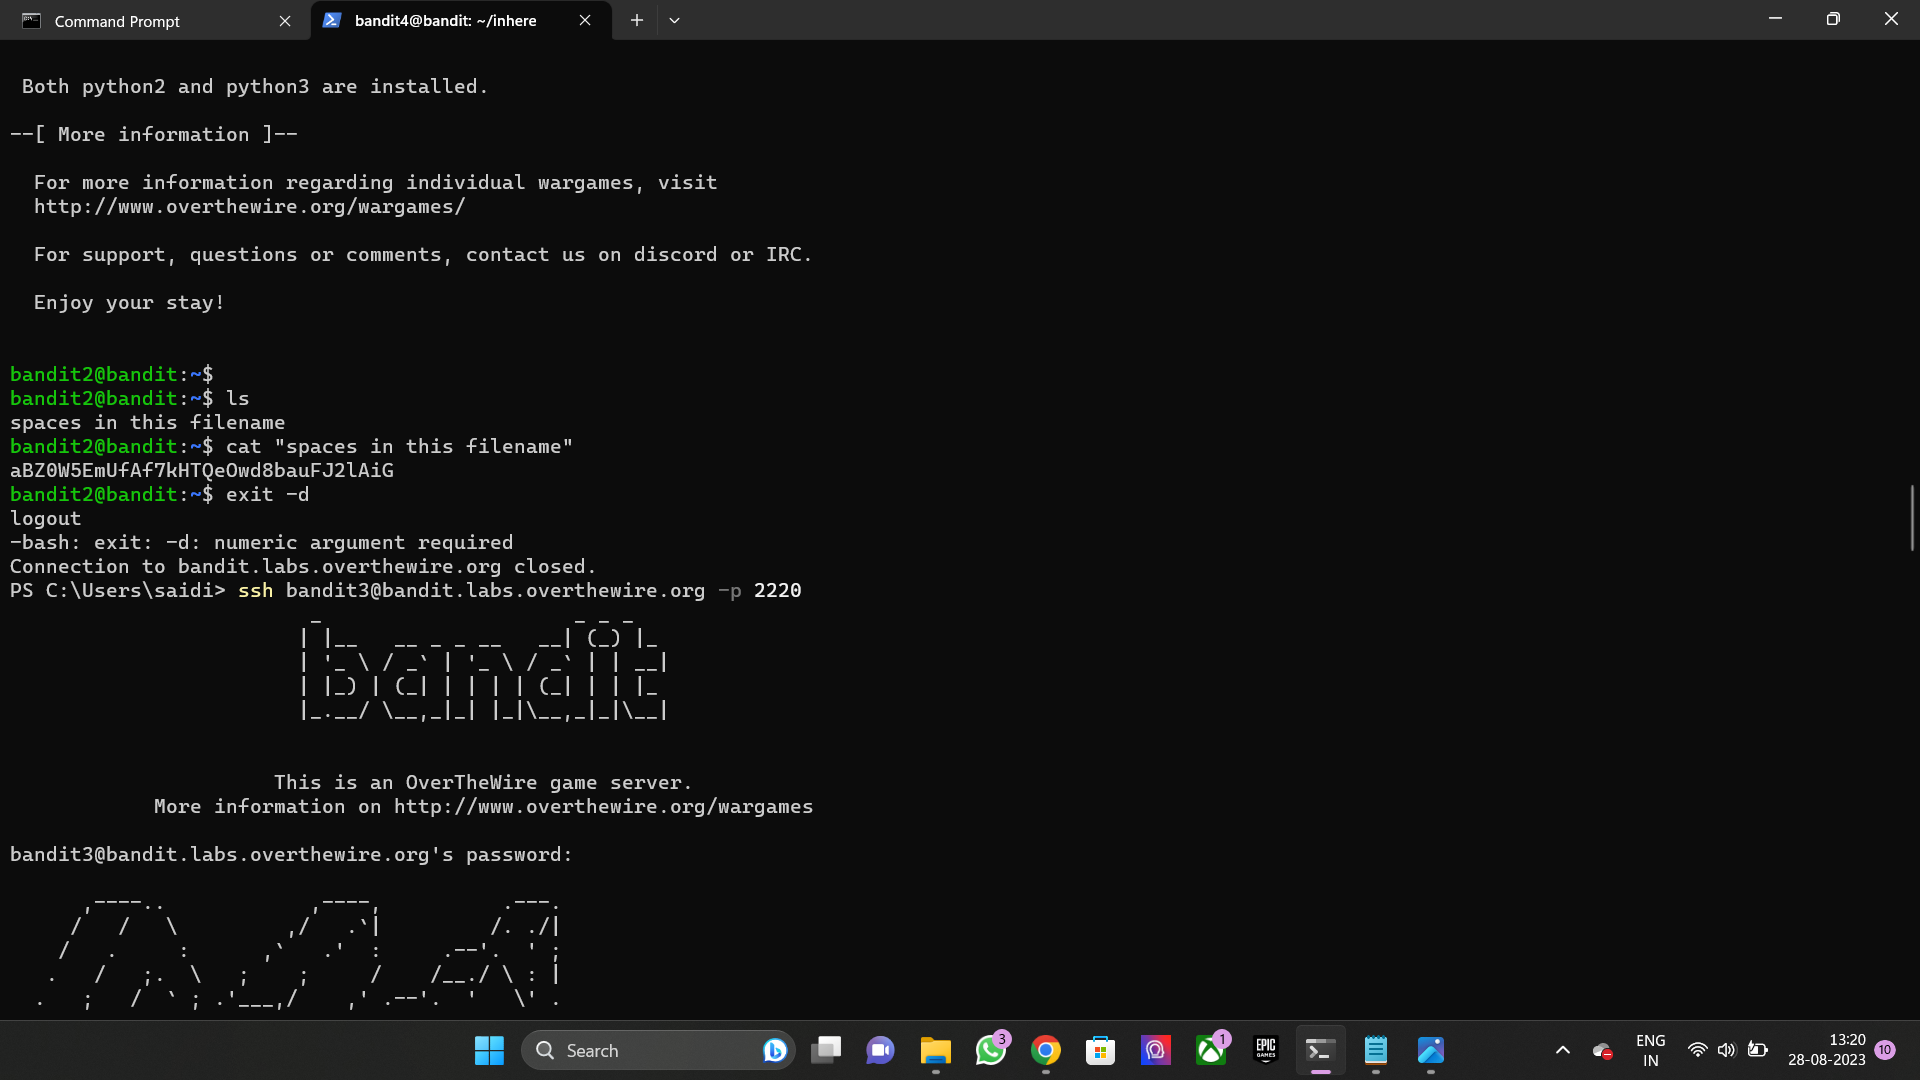 Command Prompt
bandit4@bandit: ~/inhere
Both python2 and python3 are installed.
--[ More information ]--
For more information regarding individual wargames, visit
http://www.overthewire.org/wargames/
For support, questions or comments, contact us on discord or IRC.
Enjoy your stay!
bandit2@bandit:~$
bandit2@bandit:~$ ls
spaces in this filename
bandit2@bandit:~$ cat "spaces in this filename"
aBZ0W5EmUfAf7kHTQeOwd8bauFJ2lAiG
bandit2@bandit:~$ exit -d
logout
-bash: exit: -d: numeric argument required
Connection to bandit.labs.overthewire.org closed.
PS C:\Users\saidi> ssh bandit3@bandit.labs.overthewire.org -p 2220
bandit
This is an OverTheWire game server.
More information on http://www.overthewire.org/wargames
bandit3@bandit.labs.overthewire.org's password:
Search
3
1
EPIC
GAMES
ENG
IN
13:20
28-08-2023
10